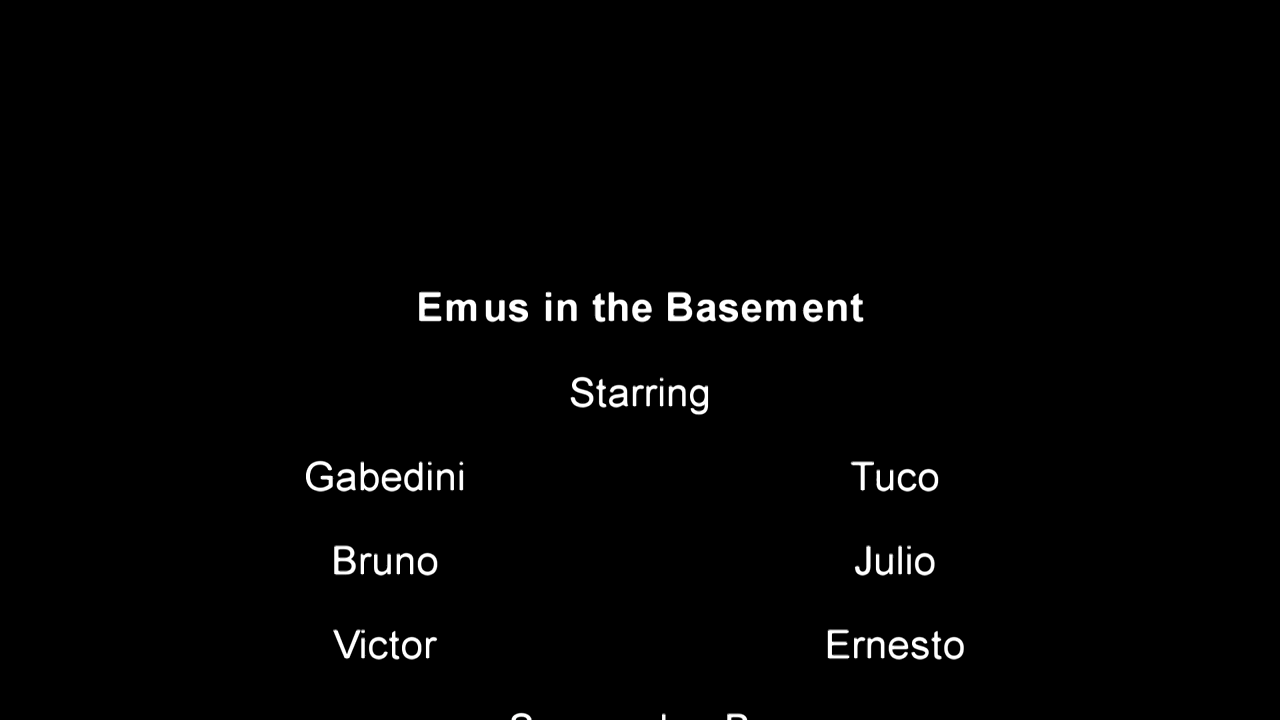 Emus in the Basement
Starring
Gabedini Tuco
Bruno Julio
Victor Ernesto